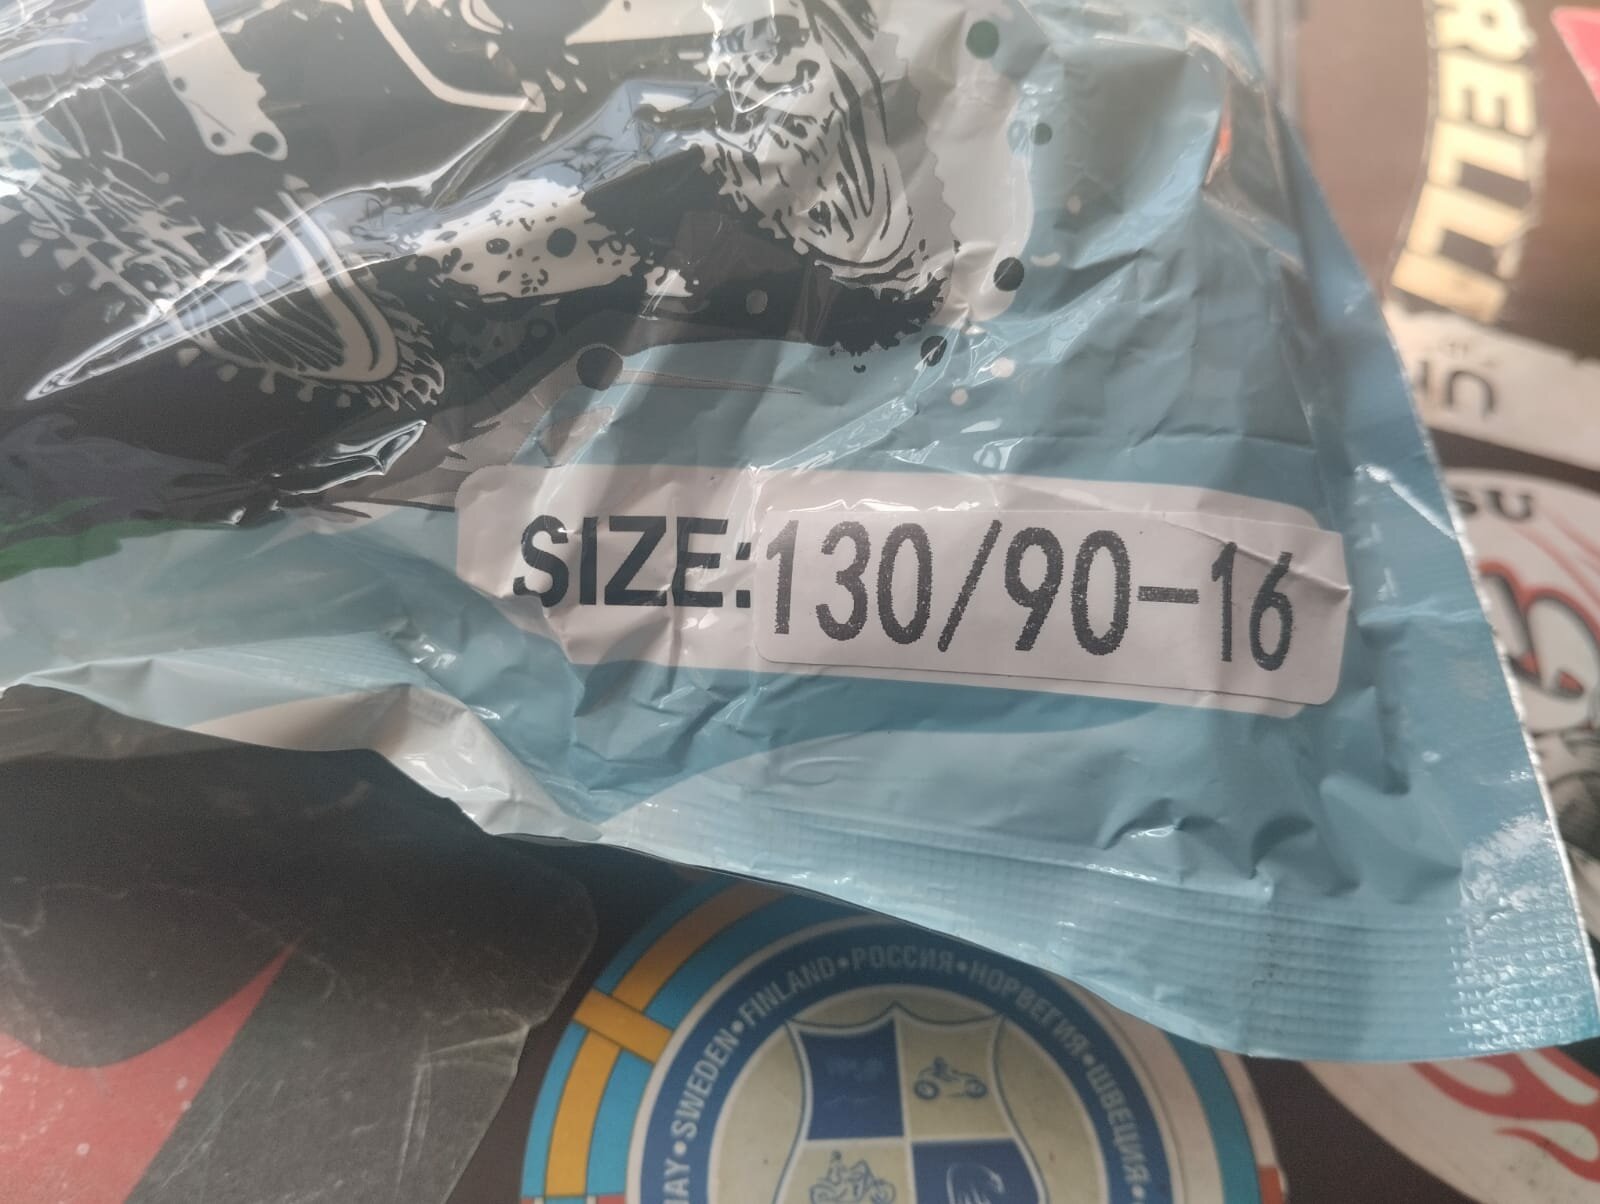 RELLI
SIZE:130/90-16
SWEDEN•FINLAND•РОССИЯ•НОРВЕГИЯ•ШВЕЦИЯ•